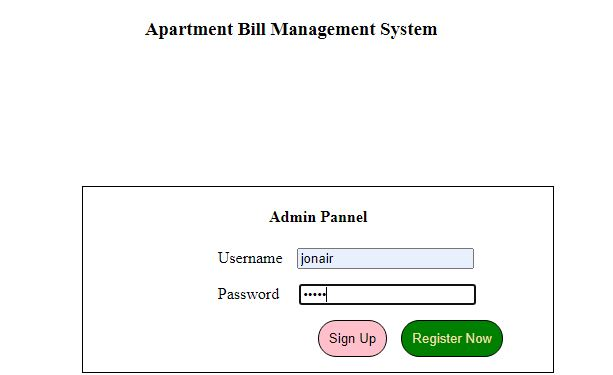 Apartment Bill Management System
Admin Pannel
Username jonair
Password •••••
Sign Up Register Now